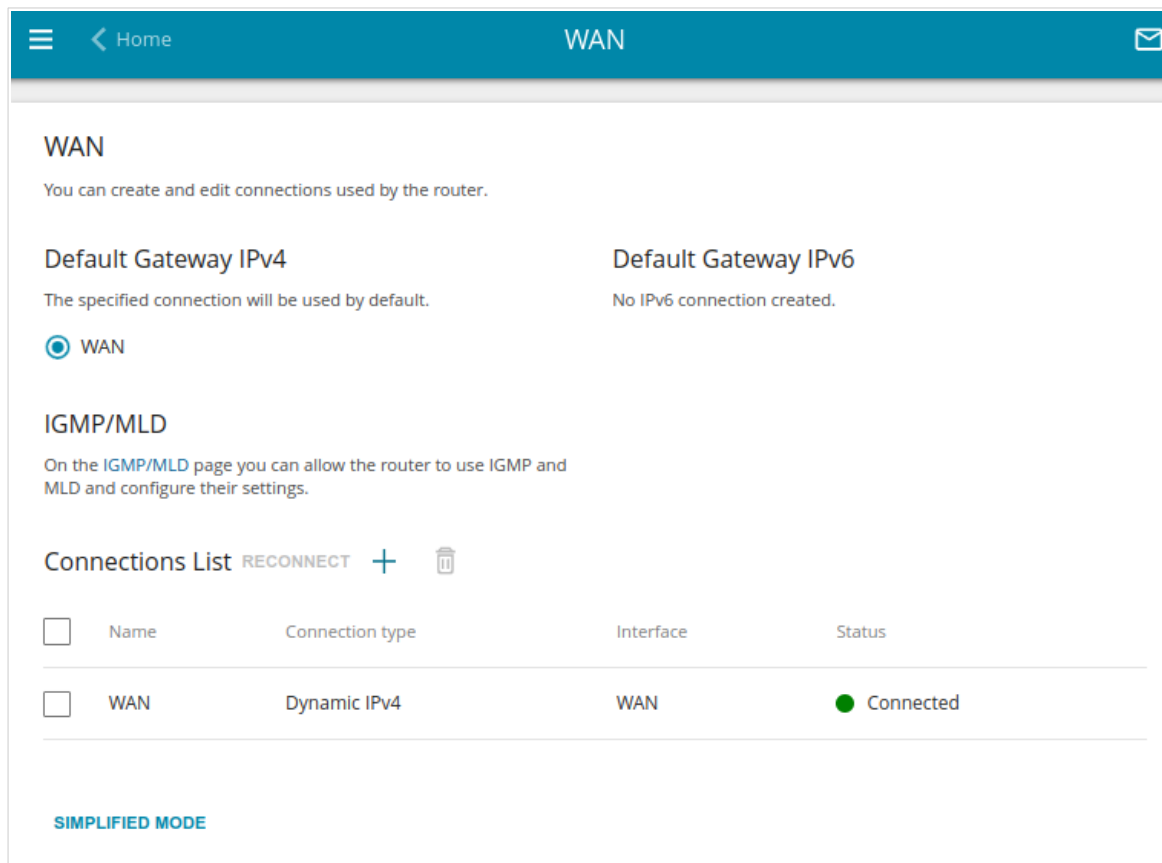 Home
WAN
WAN
You can create and edit connections used by the router.
Default Gateway IPv4
The specified connection will be used by default.
WAN
Default Gateway IPv6
No IPv6 connection created.
IGMP/MLD
On the IGMP/MLD page you can allow the router to use IGMP and
MLD and configure their settings.
Connections List RECONNECT
Name Connection type Interface Status
WAN Dynamic IPv4 WAN Connected
SIMPLIFIED MODE